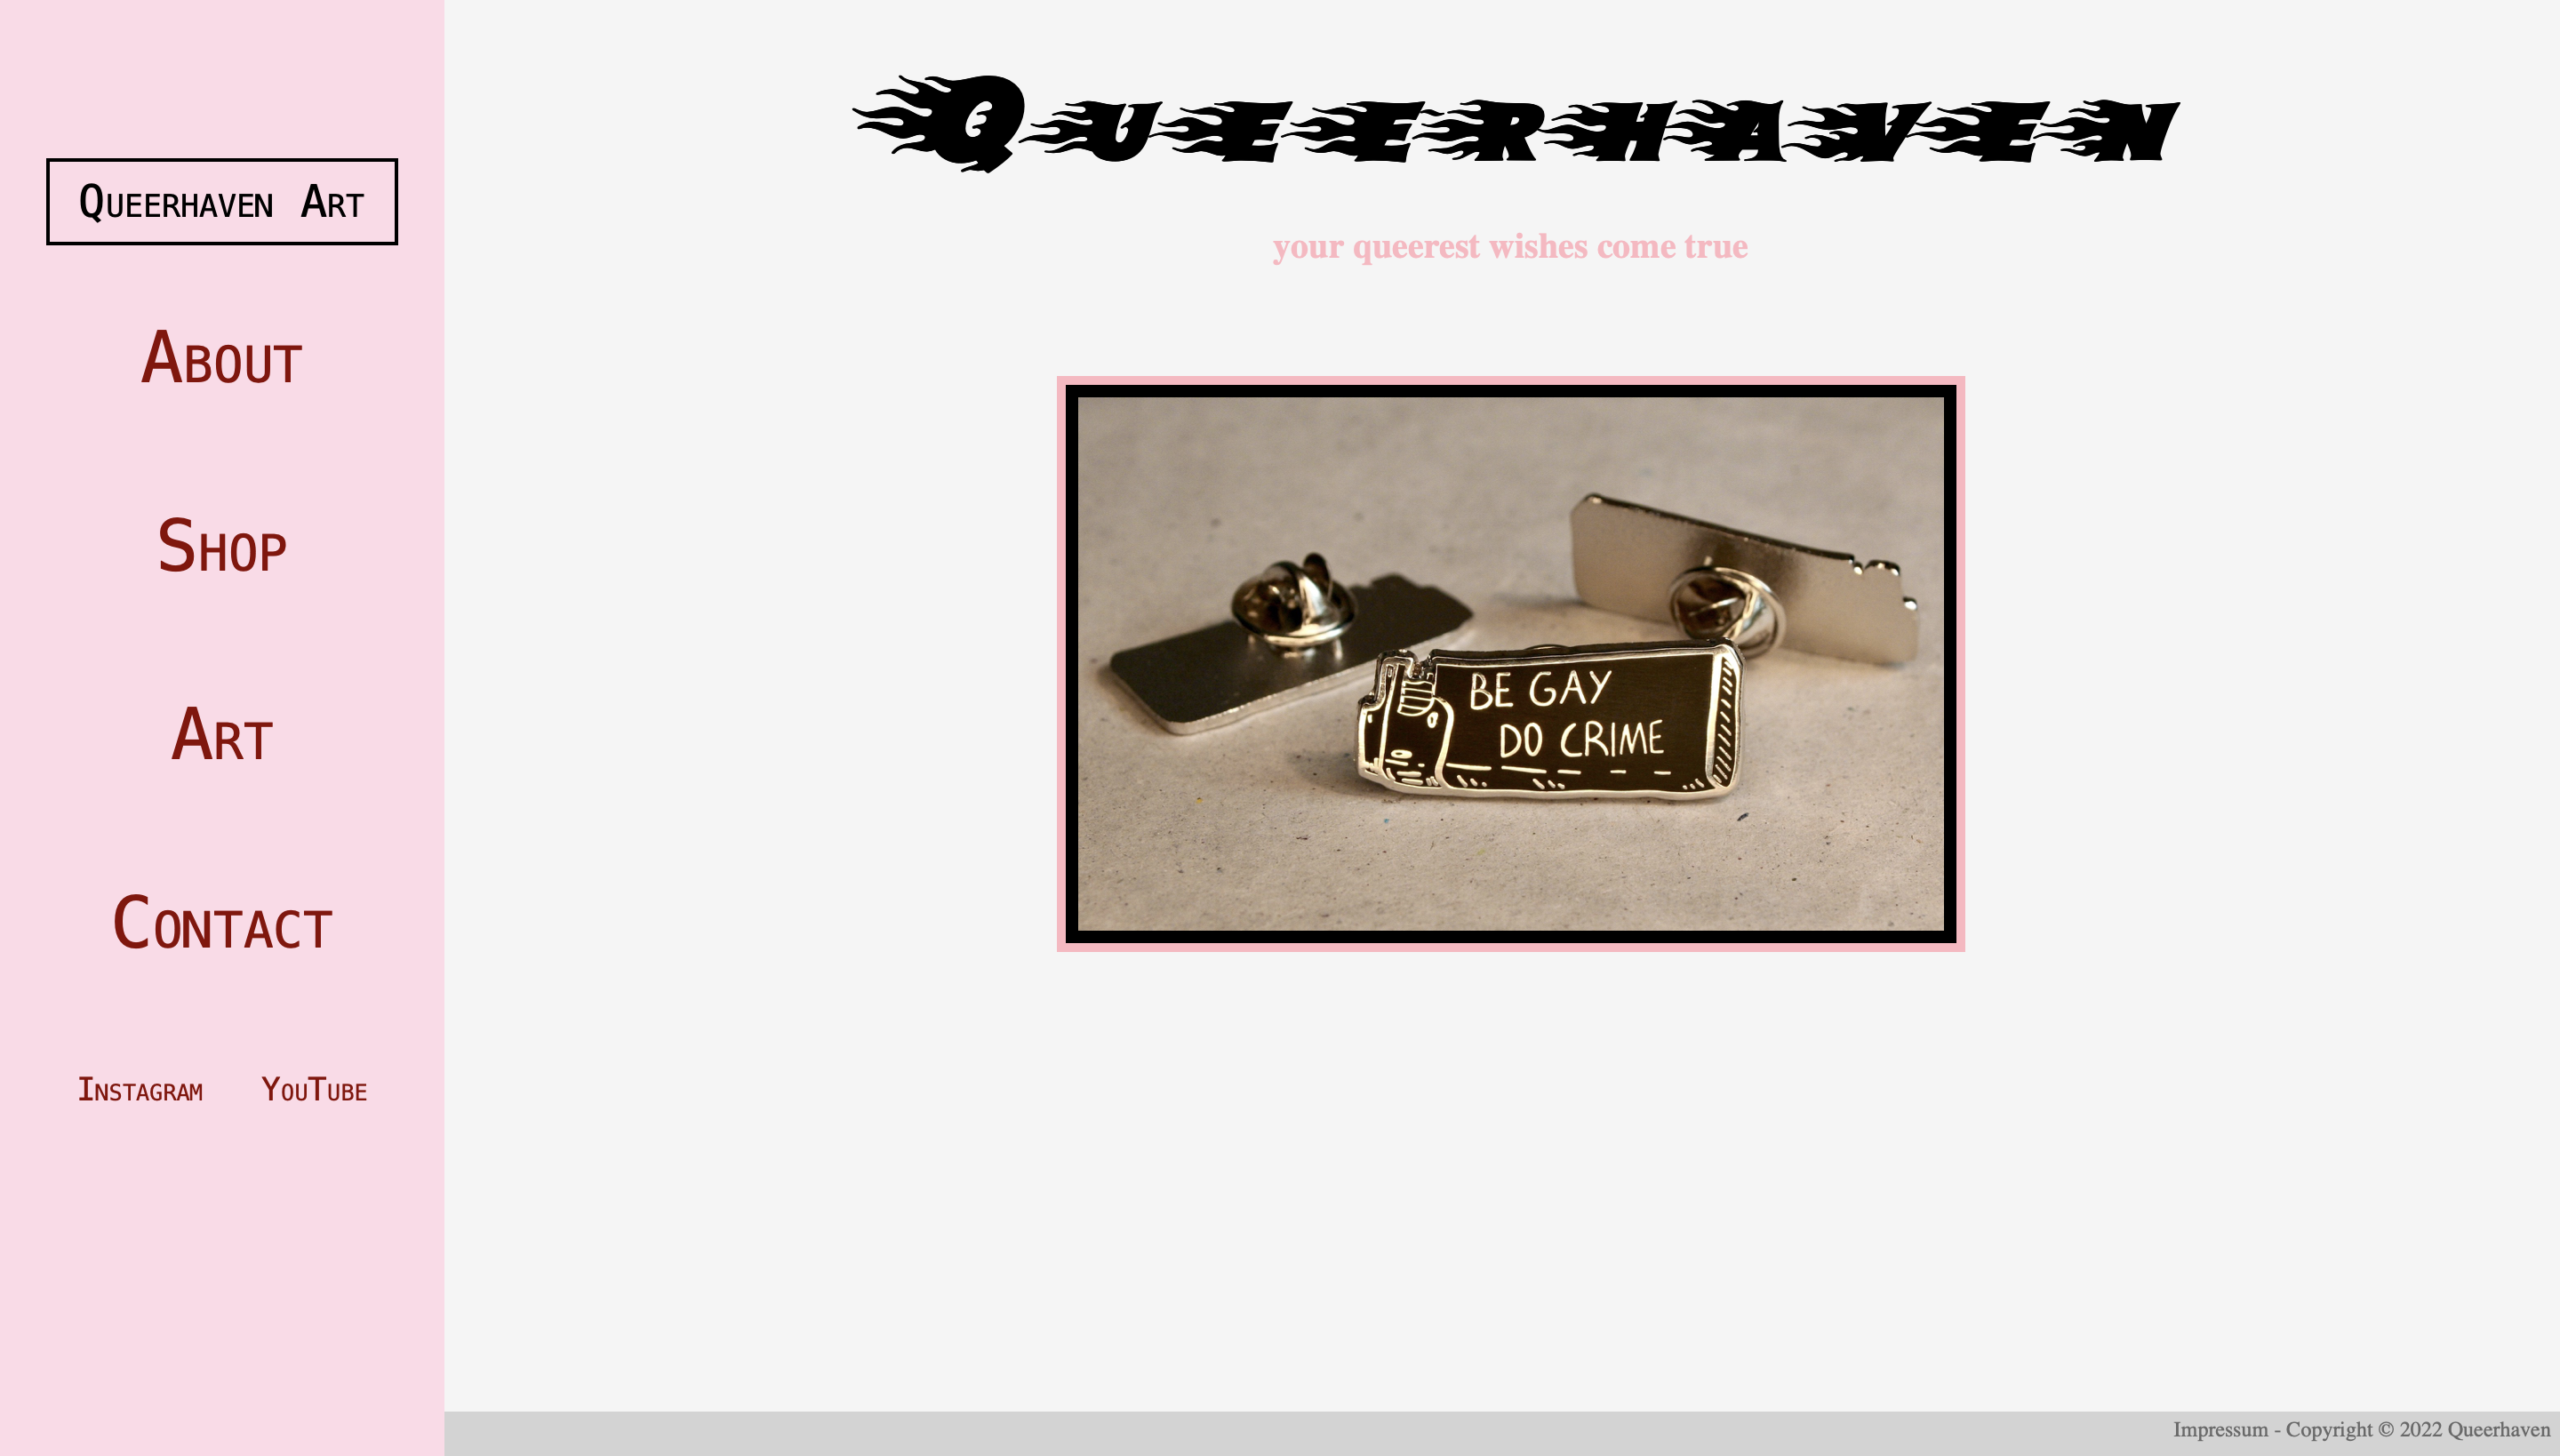 Queerhaven Art
About
Shop
Art
Contact
Instagram YouTube
Queerhaven
your queerest wishes come true
BE GAY
DO CRIME
Impressum - Copyright © 2022 Queerhaven